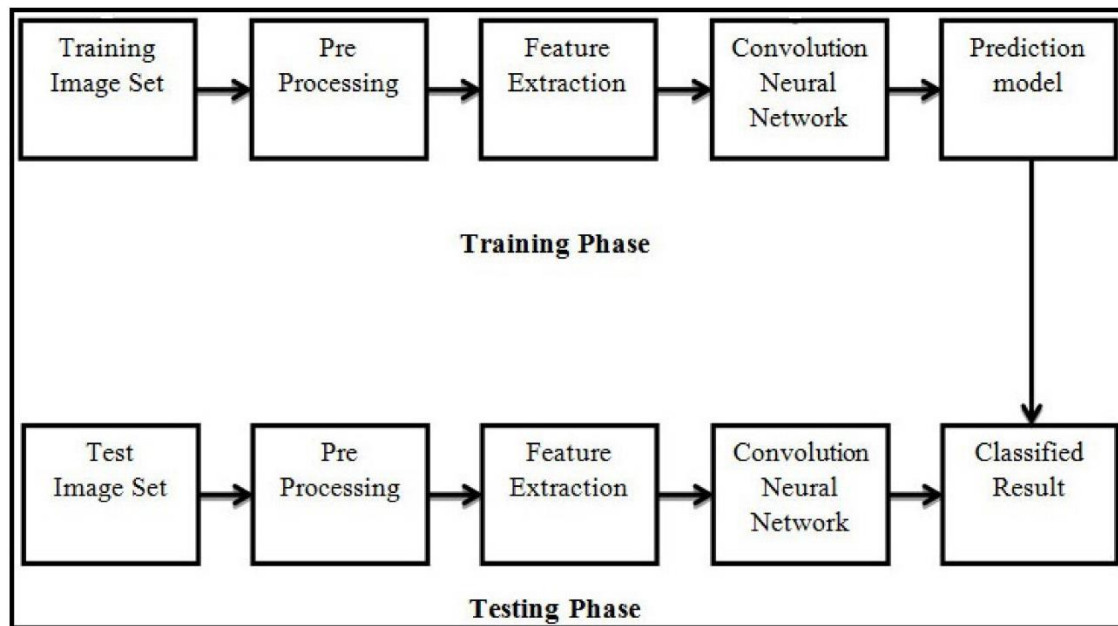 Training
Image Set
Pre
Processing
Feature
Extraction
Convolution
Neural
Network
Prediction
model
Training Phase
Test
Image Set
Pre
Processing
Feature
Extraction
Convolution
Neural
Network
Classified
Result
Testing Phase